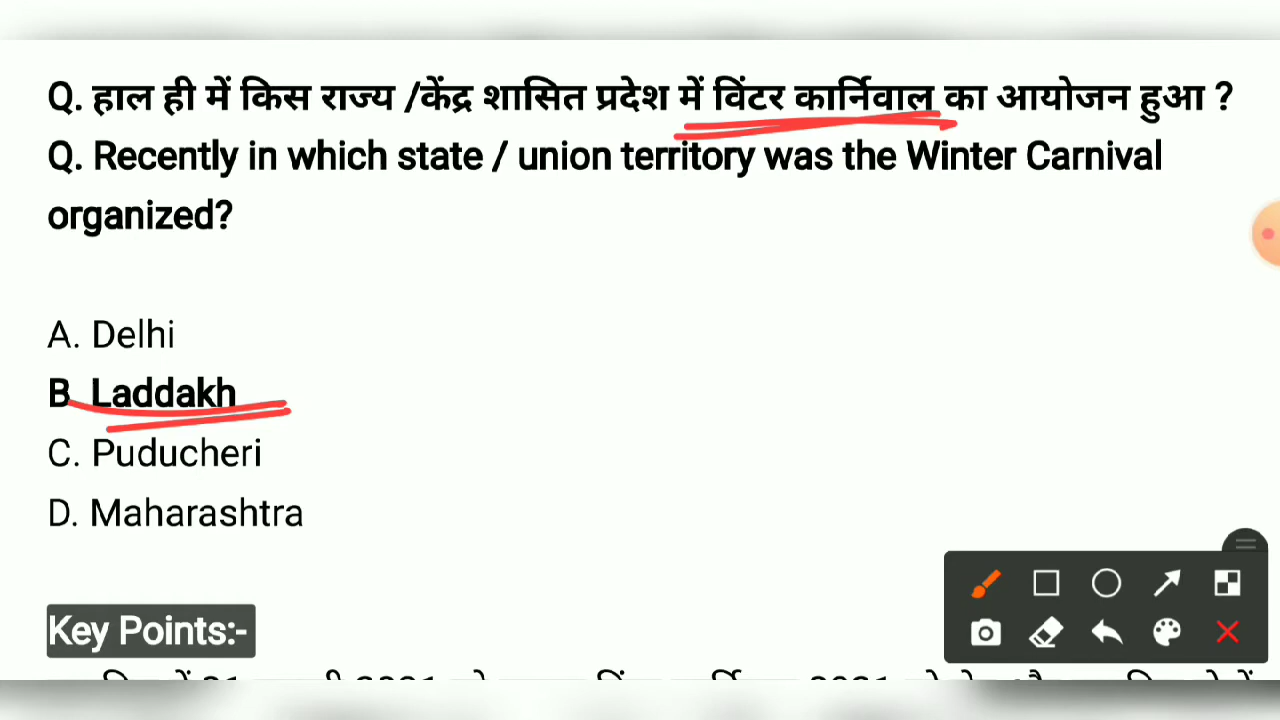 Q. हाल ही में किस राज्य /केंद्र शासित प्रदेश में विंटर कार्निवाल का आयोजन हुआ ?
Q. Recently in which state / union territory was the Winter Carnival
organized?
A. Delhi
B Laddakh
C. Puducheri
D. Maharashtra
Key Points:-